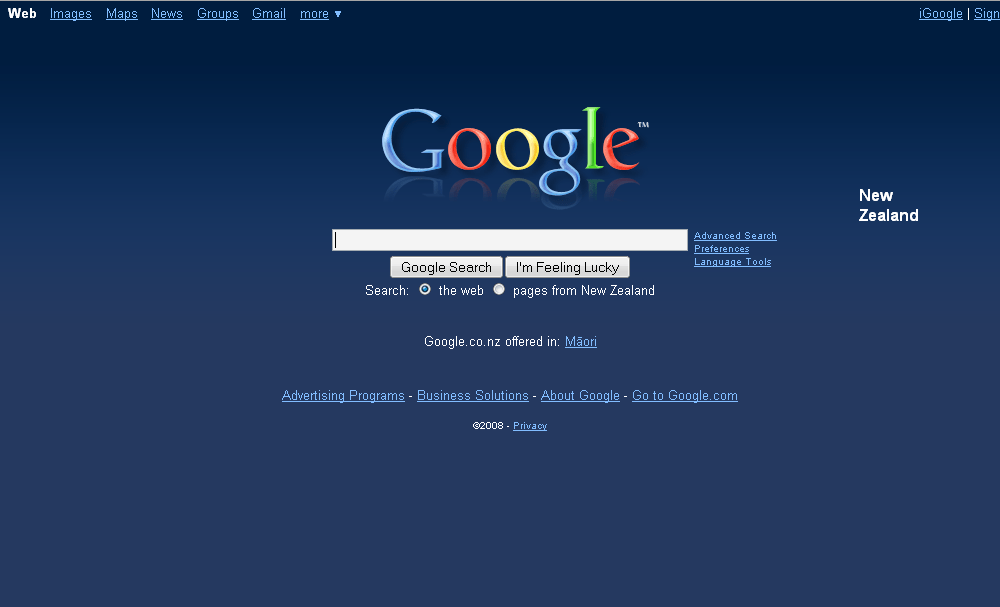 Web Images Maps News Groups Gmail more ▼ iGoogle | Sign
Google™
New
Zealand
Advanced Search
Preferences
Language Tools
Google Search I'm Feeling Lucky
Search: the web pages from New Zealand
Google.co.nz offered in: Māori
Advertising Programs - Business Solutions - About Google - Go to Google.com
©2008 - Privacy